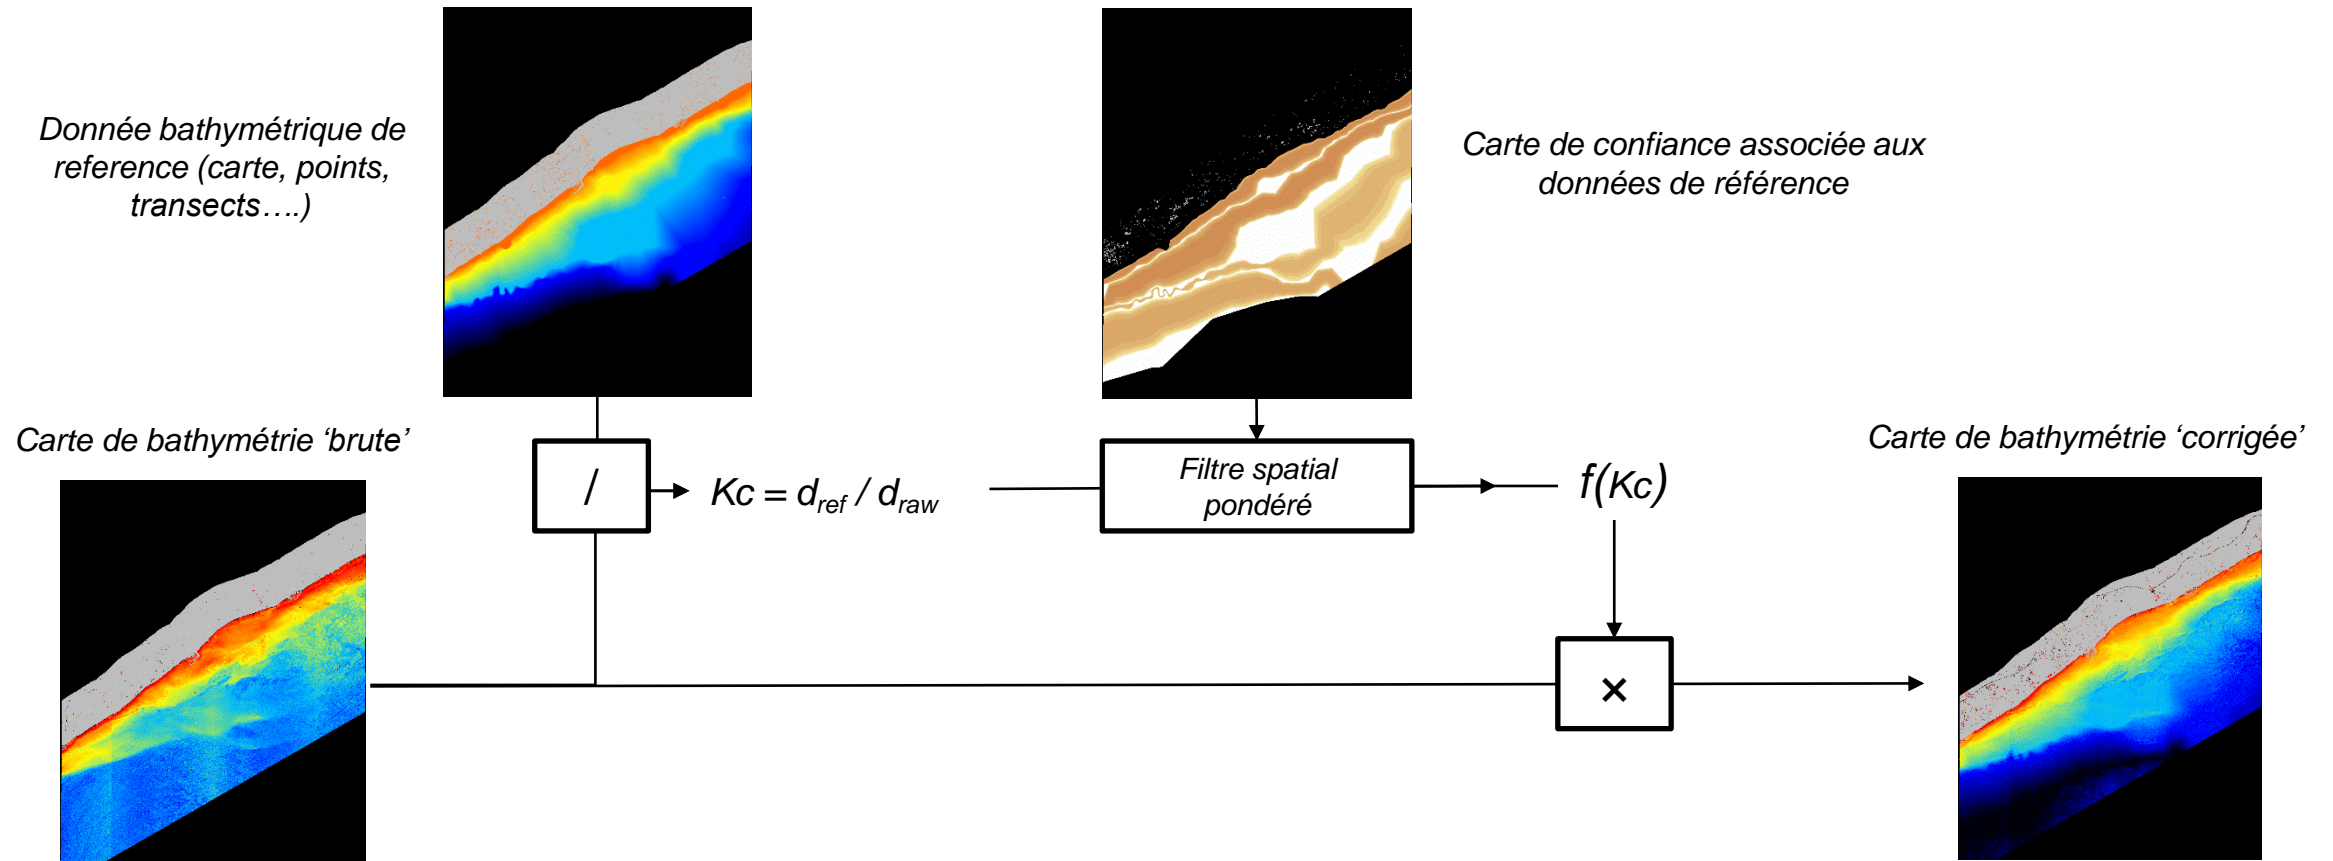 Donnée bathymétrique de
reference (carte, points,
transects….)
Carte de confiance associée aux
données de référence
Carte de bathymétrie ‘brute’
/
Kc = dref / draw
Filtre spatial
pondéré
f(Kc)
Carte de bathymétrie ‘corrigée’
×